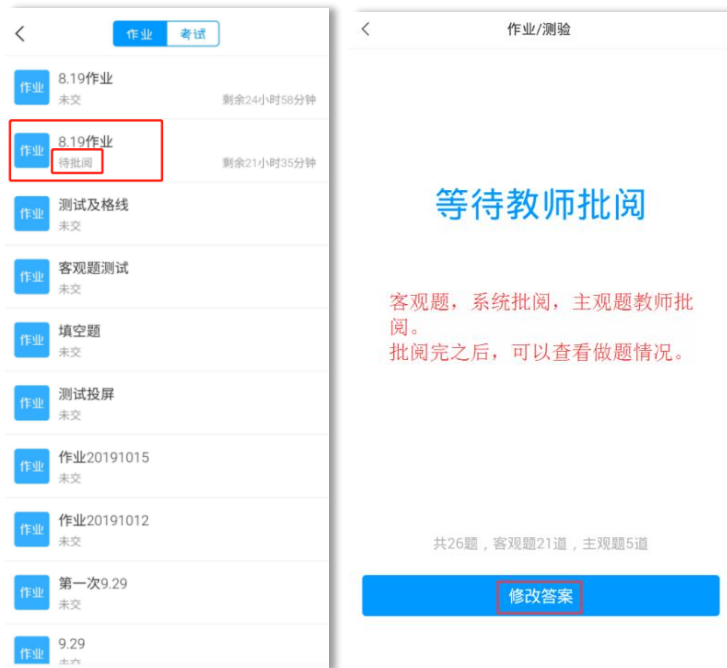 作业 考试
作业 8.19作业
未交 剩余24小时58分钟
作业 8.19作业
待批阅 剩余21小时35分钟
作业 测试及格线
未交
作业 客观题测试
未交
作业 填空题
未交
作业 测试投屏
未交
作业 作业20191015
未交
作业 作业20191012
未交
作业 第一次9.29
未交
作业 9.29
未交
作业/测验
等待教师批阅
客观题，系统批阅，主观题教师批
阅。
批阅完之后，可以查看做题情况。
共26题，客观题21道，主观题5道
修改答案